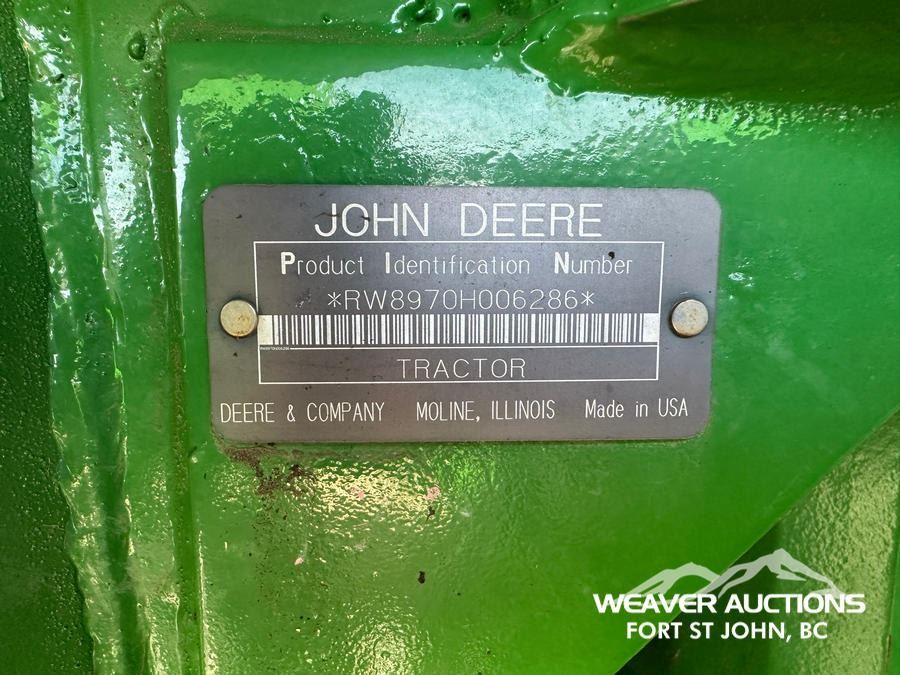 JOHN DEERE
Product Identification Number
*RW8970H006286*
TRACTOR
DEERE & COMPANY MOLINE, ILLINOIS Made in USA
WEAVER AUCTIONS
FORT ST JOHN, BC